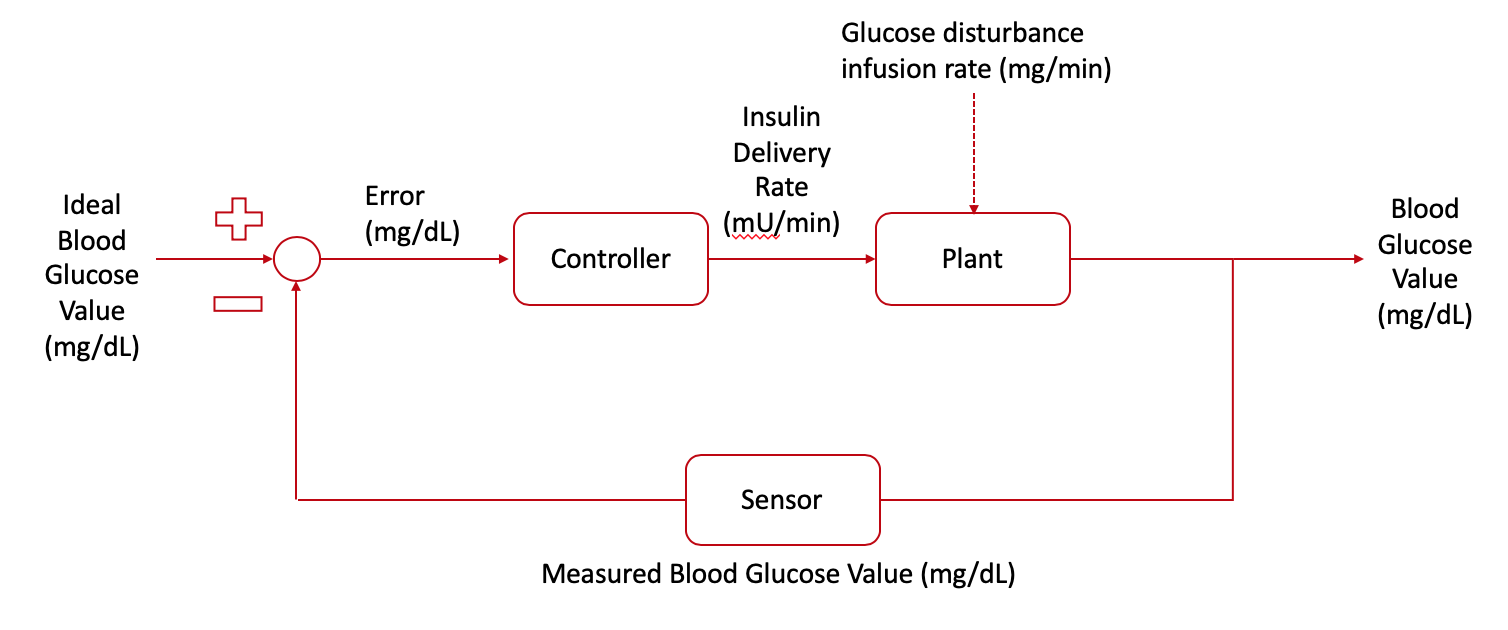 Glucose disturbance
infusion rate (mg/min)
Insulin
Delivery
Rate
(mU/min)
Ideal
Blood
Glucose
Value
(mg/dL)
Error
(mg/dL)
Controller
Plant
Blood
Glucose
Value
(mg/dL)
Sensor
Measured Blood Glucose Value (mg/dL)